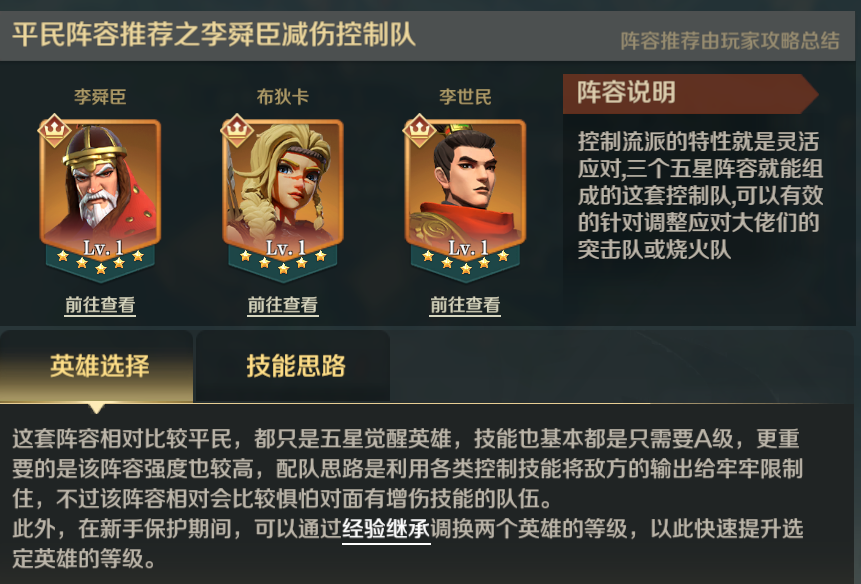 平民阵容推荐之李舜臣减伤控制队
阵容推荐由玩家攻略总结
李舜臣
布狄卡
李世民
阵容说明
Lv. 1
Lv. 1
Lv. 1
前往查看
前往查看
前往查看
控制流派的特性就是灵活
应对,三个五星阵容就能组
成的这套控制队,可以有效
的针对调整应对大佬们的
突击队或烧火队
英雄选择
技能思路
这套阵容相对比较平民，都只是五星觉醒英雄，技能也基本都是只需要A级，更重
要的是该阵容强度也较高，配队思路是利用各类控制技能将敌方的输出给牢牢限制
住，不过该阵容相对会比较惧怕对面有增伤技能的队伍。
此外，在新手保护期间，可以通过经验继承调换两个英雄的等级，以此快速提升选
定英雄的等级。